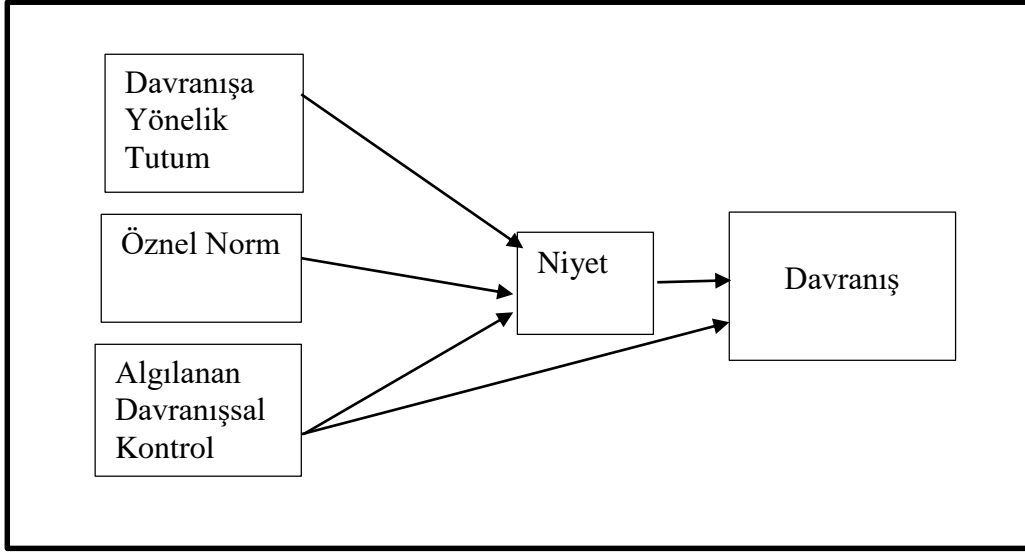 Davranışa
Yönelik
Tutum
Öznel Norm
Niyet
Davranış
Algılanan
Davranışsal
Kontrol